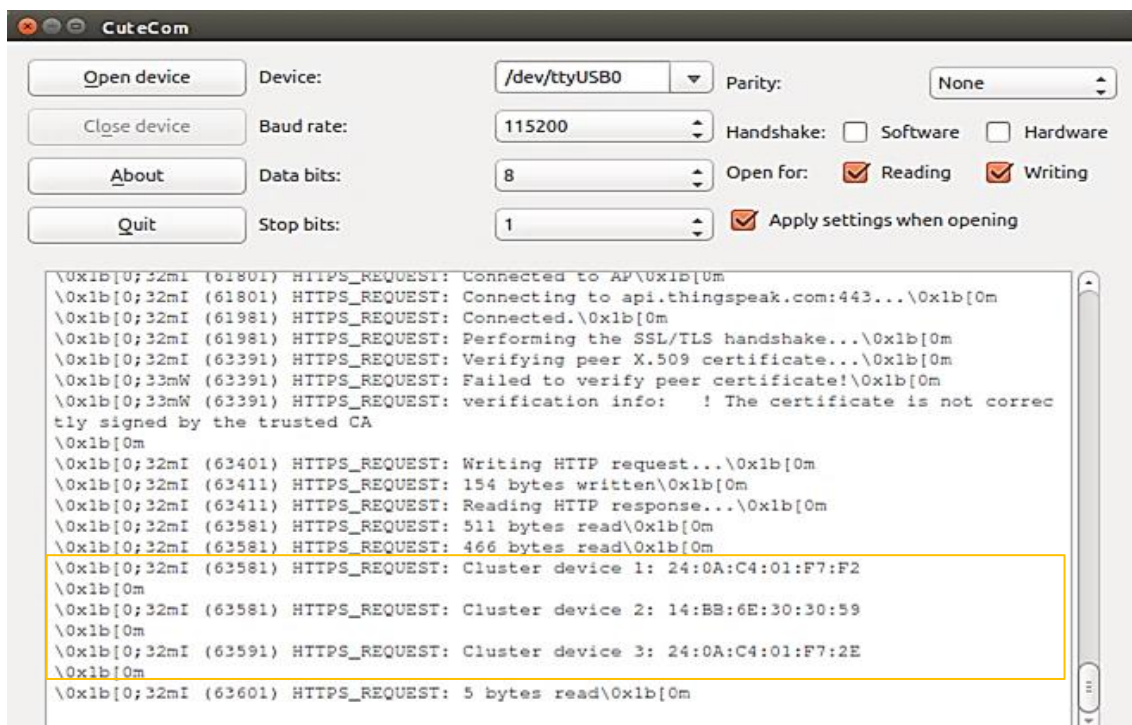 CuteCom
Open device Device: /dev/ttyUSB0 Parity: None
Close device Baud rate: 115200 Handshake: Software Hardware
About Data bits: 8 Open for: Reading Writing
Quit Stop bits: 1 Apply settings when opening
\0x1b[0;32mI (61801) HTTPS_REQUEST: Connected to AP\0x1b[0m
\0x1b[0;32mI (61801) HTTPS_REQUEST: Connecting to api.thingspeak.com:443...\0x1b[0m
\0x1b[0;32mI (61981) HTTPS_REQUEST: Connected.\0x1b[0m
\0x1b[0;32mI (61981) HTTPS_REQUEST: Performing the SSL/TLS handshake...\0x1b[0m
\0x1b[0;32mI (63391) HTTPS_REQUEST: Verifying peer X.509 certificate...\0x1b[0m
\0x1b[0;33mW (63391) HTTPS_REQUEST: Failed to verify peer certificate!\0x1b[0m
\0x1b[0;33mW (63391) HTTPS_REQUEST: verification info:   ! The certificate is not correc
tly signed by the trusted CA
\0x1b[0m
\0x1b[0;32mI (63401) HTTPS_REQUEST: Writing HTTP request...\0x1b[0m
\0x1b[0;32mI (63411) HTTPS_REQUEST: 154 bytes written\0x1b[0m
\0x1b[0;32mI (63411) HTTPS_REQUEST: Reading HTTP response...\0x1b[0m
\0x1b[0;32mI (63581) HTTPS_REQUEST: 511 bytes read\0x1b[0m
\0x1b[0;32mI (63581) HTTPS_REQUEST: 466 bytes read\0x1b[0m
\0x1b[0;32mI (63581) HTTPS_REQUEST: Cluster device 1: 24:0A:C4:01:F7:F2
\0x1b[0m
\0x1b[0;32mI (63581) HTTPS_REQUEST: Cluster device 2: 14:BB:6E:30:30:59
\0x1b[0m
\0x1b[0;32mI (63591) HTTPS_REQUEST: Cluster device 3: 24:0A:C4:01:F7:2E
\0x1b[0m
\0x1b[0;32mI (63601) HTTPS_REQUEST: 5 bytes read\0x1b[0m